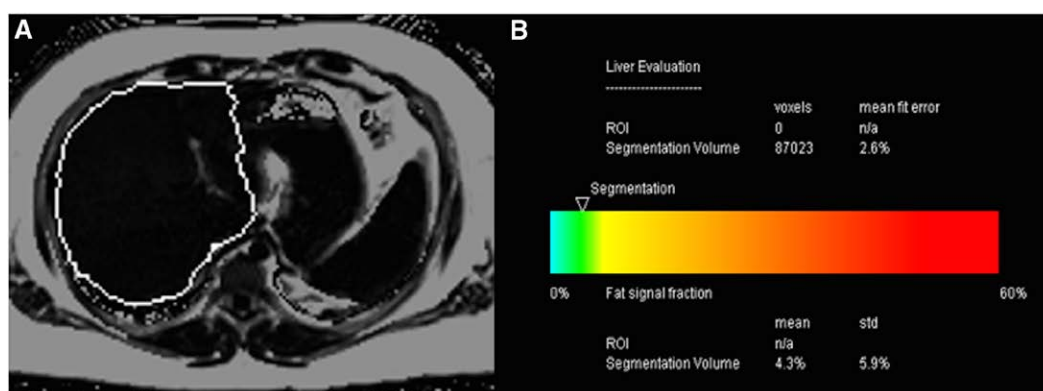 A
B
Liver Evaluation
----------------------
voxels mean fit error
ROI 0 n/a
Segmentation Volume 87023 2.6%
Segmentation
0% Fat signal fraction 60%
mean std
ROI n/a
Segmentation Volume 4.3% 5.9%